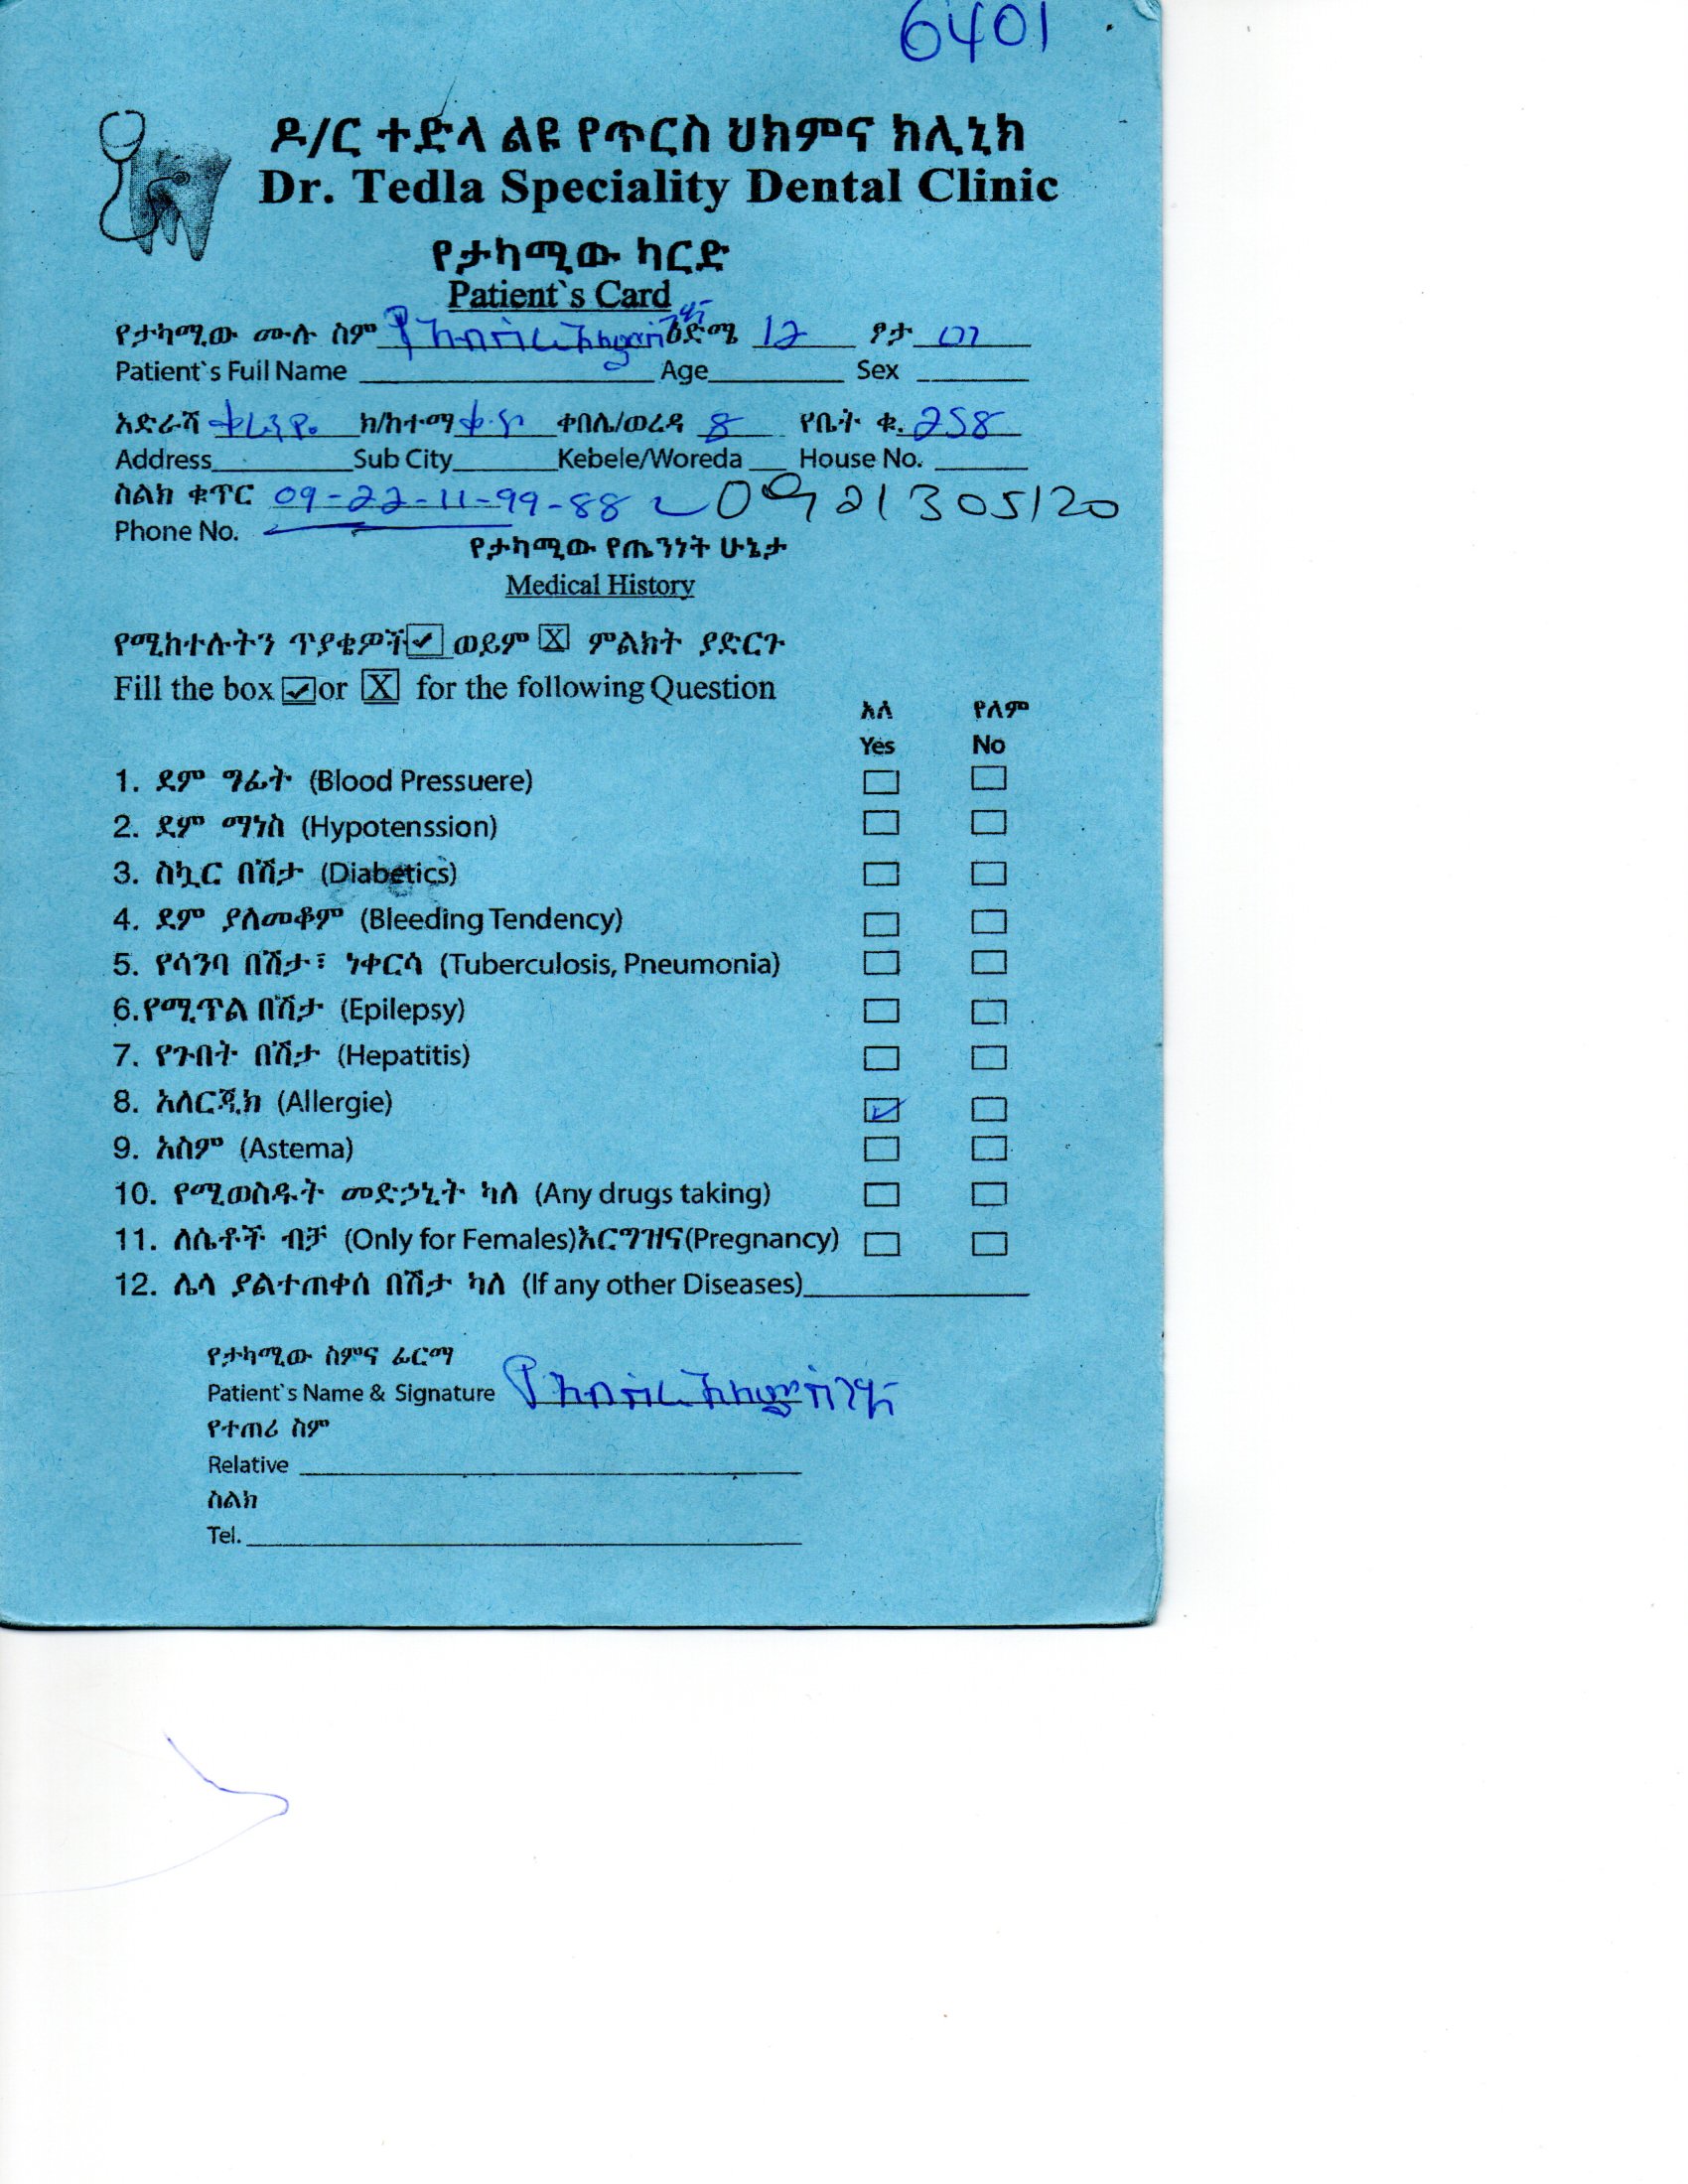 6401
ዶ/ር ተድላ ልዩ የጥርስ ህክምና ክሊኒክ
Dr. Tedla Speciality Dental Clinic
የታካሚው ካርድ
Patient`s Card
የታካሚው ሙሉ ስም ዕድሜ 12 ፆታ
Patient`s Fuil Name Age Sex
አድራሻ ክ/ከተማ ቀበሌ/ወረዳ 8 የቤት ቁ. 258
Address Sub City Kebele/Woreda House No.
ስልክ ቁጥር 09-22-11-99-88 0921305120
Phone No.
የታካሚው የጤንነት ሁኔታ
Medical History
የሚከተሉትን ጥያቄዎች ✓ ወይም X ምልክት ያድርጉ
Fill the box ✓ or X for the following Question
አለ የለም
Yes No
1. ደም ግፊት (Blood Pressuere)
2. ደም ማነስ (Hypotenssion)
3. ስኳር በሽታ (Diabetics)
4. ደም ያለመቆም (Bleeding Tendency)
5. የሳንባ በሽታ፣ ነቀርሳ (Tuberculosis, Pneumonia)
6.የሚጥል በሽታ (Epilepsy)
7. የጉበት በሽታ (Hepatitis)
8. አለርጂክ (Allergie) ✓
9. አስም (Astema)
10. የሚወስዱት መድኃኒት ካለ (Any drugs taking)
11. ለሴቶች ብቻ (Only for Females)እርግዝና(Pregnancy)
12. ሌላ ያልተጠቀሰ በሽታ ካለ (If any other Diseases)
የታካሚው ስምና ፊርማ
Patient`s Name & Signature
የተጠሪ ስም
Relative
ስልክ
Tel.